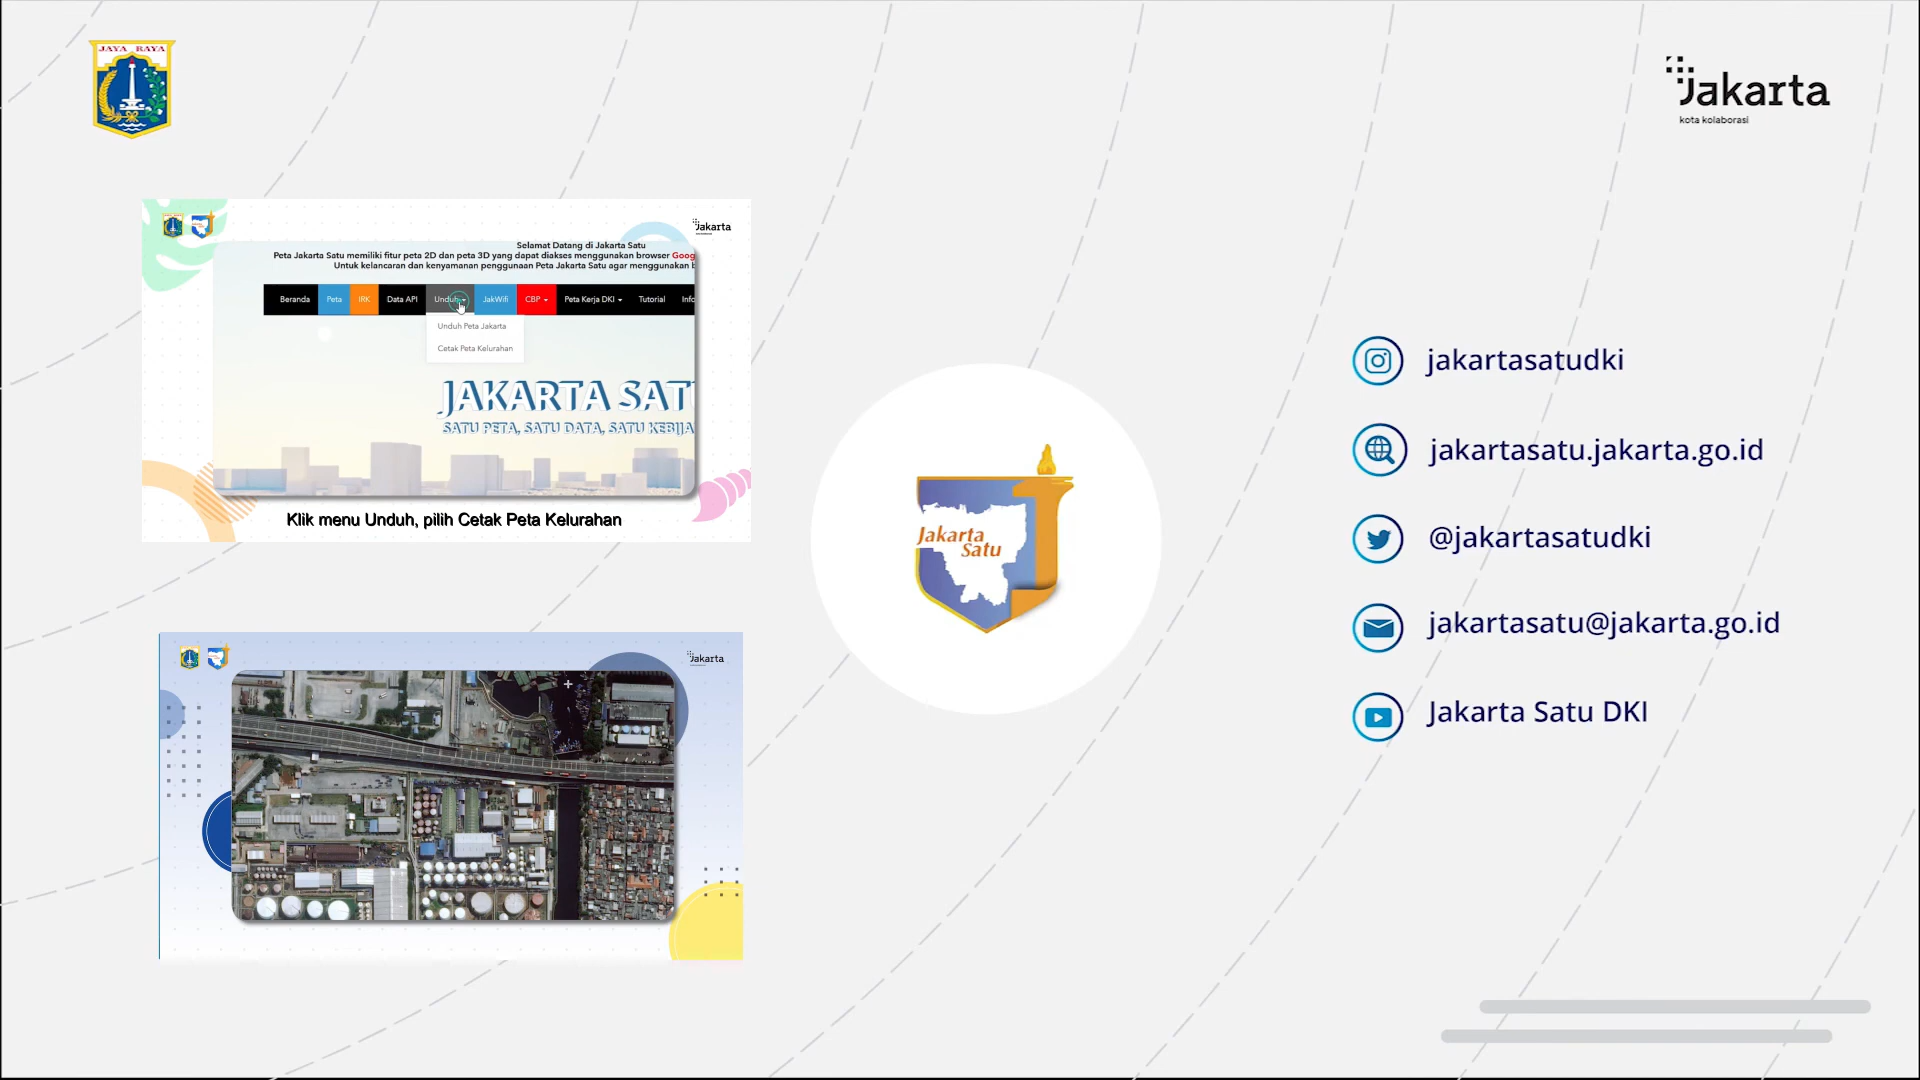 JAYA RAYA
Jakarta
kota kolaborasi
Jakarta
Selamat Datang di Jakarta Satu
Peta Jakarta Satu memiliki fitur peta 2D dan peta 3D yang dapat diakses menggunakan browser Goog
Untuk kelancaran dan kenyamanan penggunaan Peta Jakarta Satu agar menggunakan b
Beranda Peta IRK Data API Unduh JakWifi CBP Peta Kerja DKI Tutorial Info
Unduh Peta Jakarta
Cetak Peta Kelurahan
JAKARTA SATU
SATU PETA, SATU DATA, SATU KEBIJA
Klik menu Unduh, pilih Cetak Peta Kelurahan
Jakarta
Jakarta
Satu
jakartasatudki
jakartasatu.jakarta.go.id
@jakartasatudki
jakartasatu@jakarta.go.id
Jakarta Satu DKI